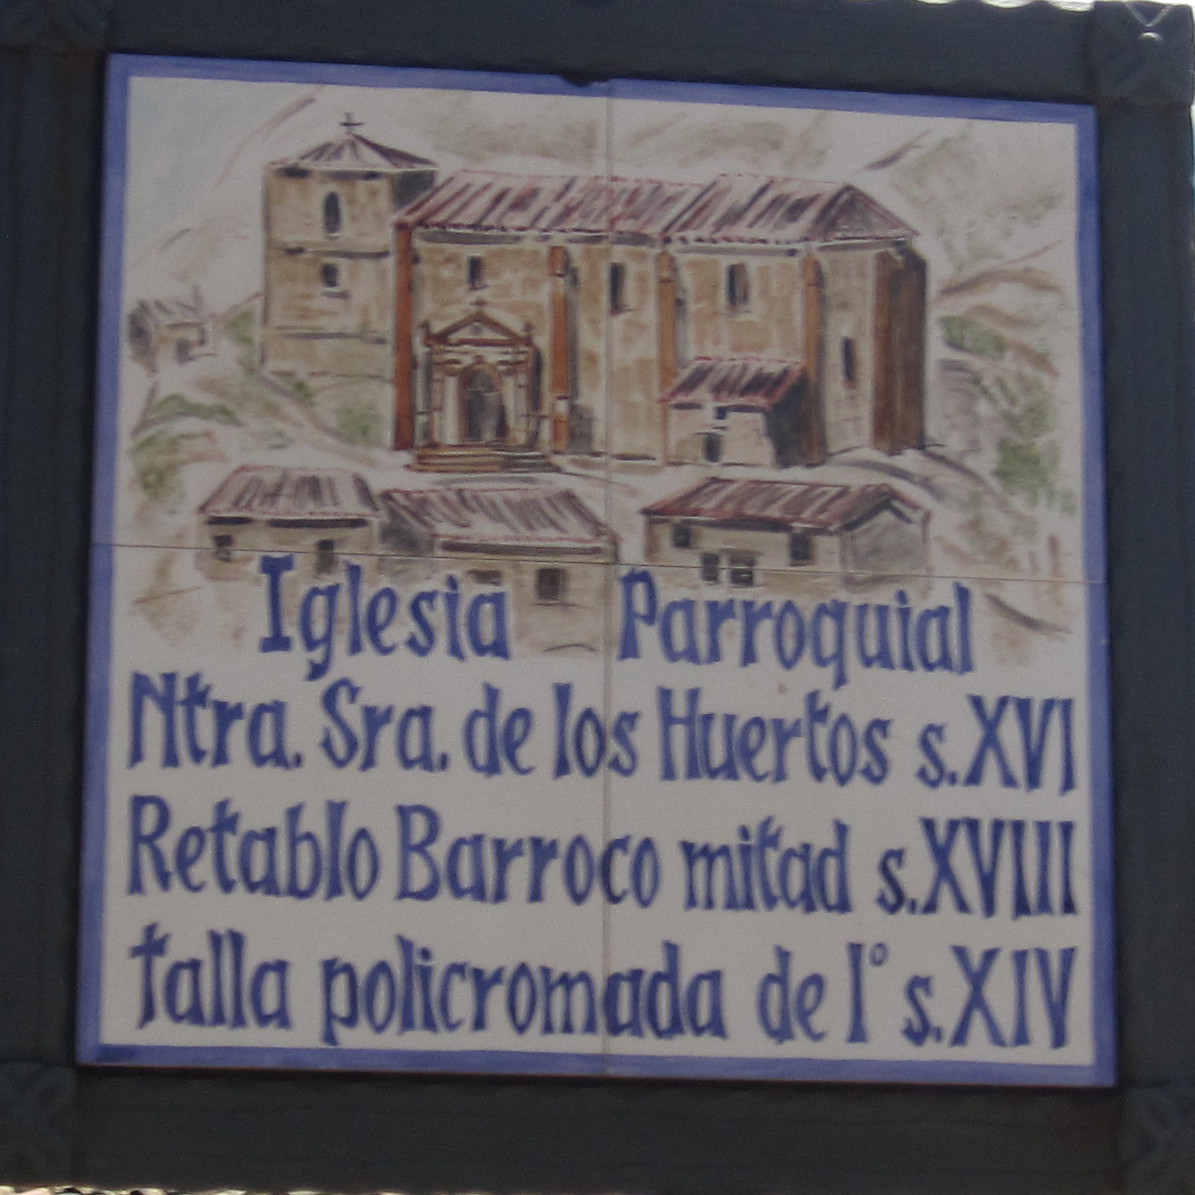 Iglesia Parroquial
Ntra. Sra. de los Huertos s.XVI
Retablo Barroco mitad s.XVIII
talla policromada de 1° s.XIV